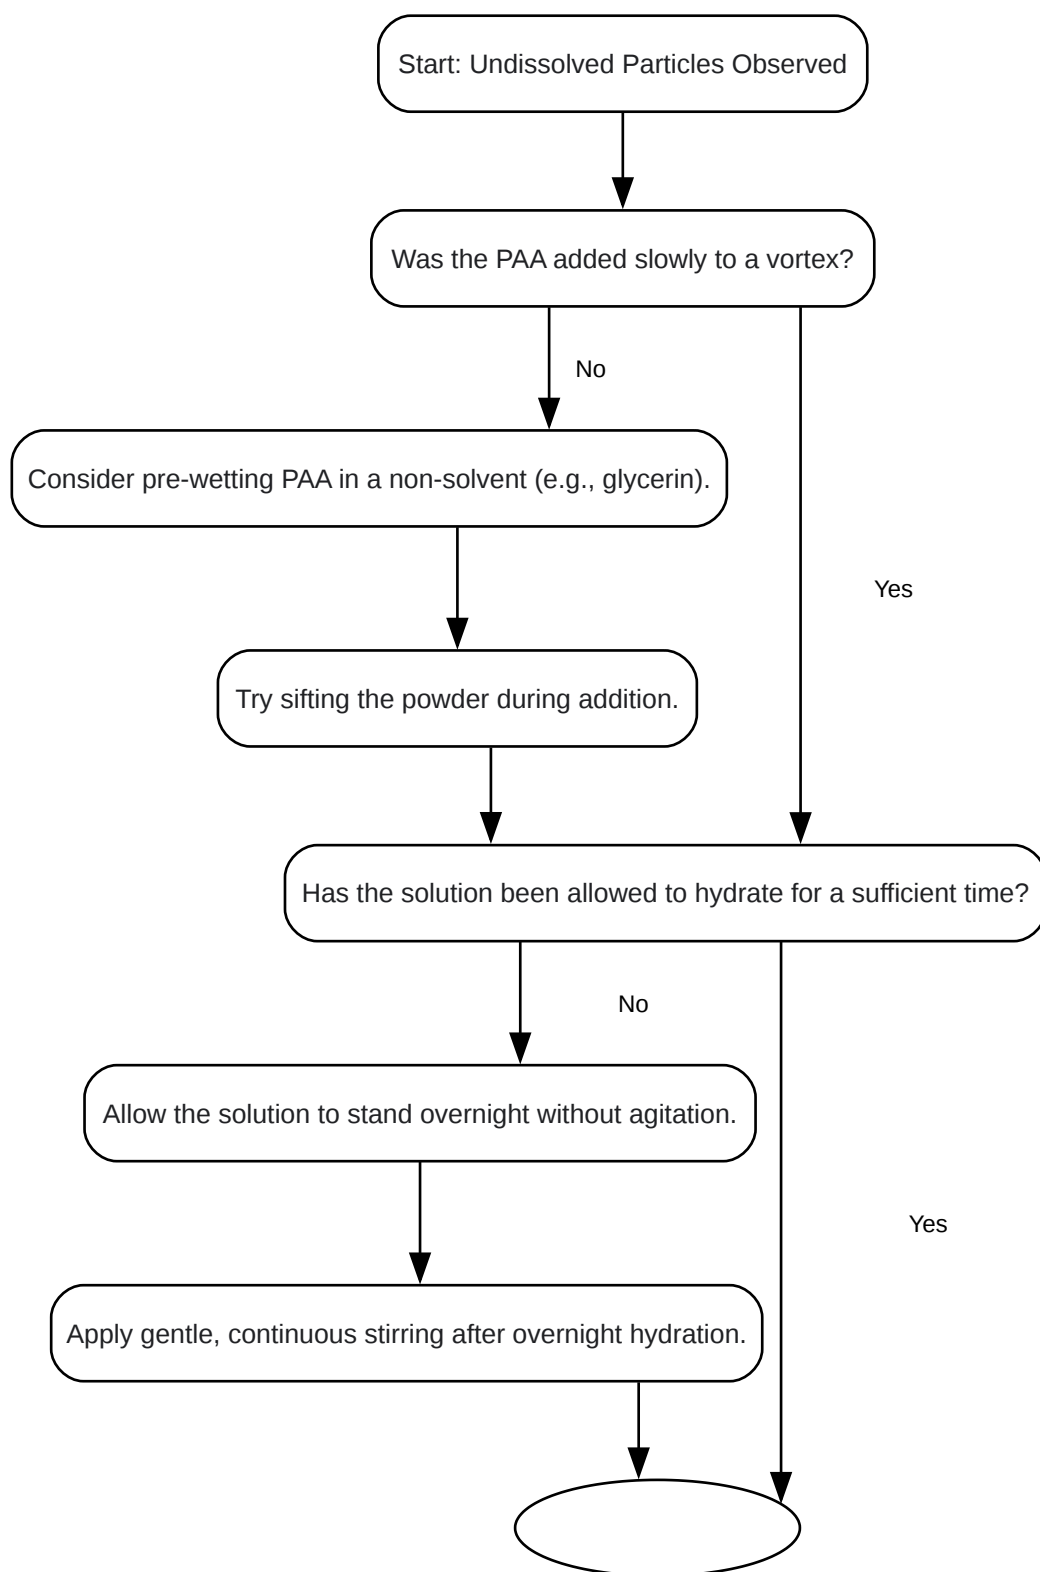 Start: Undissolved Particles Observed
Was the PAA added slowly to a vortex?
No
Consider pre-wetting PAA in a non-solvent (e.g., glycerin).
Yes
Try sifting the powder during addition.
Has the solution been allowed to hydrate for a sufficient time?
No
Allow the solution to stand overnight without agitation.
Yes
Apply gentle, continuous stirring after overnight hydration.